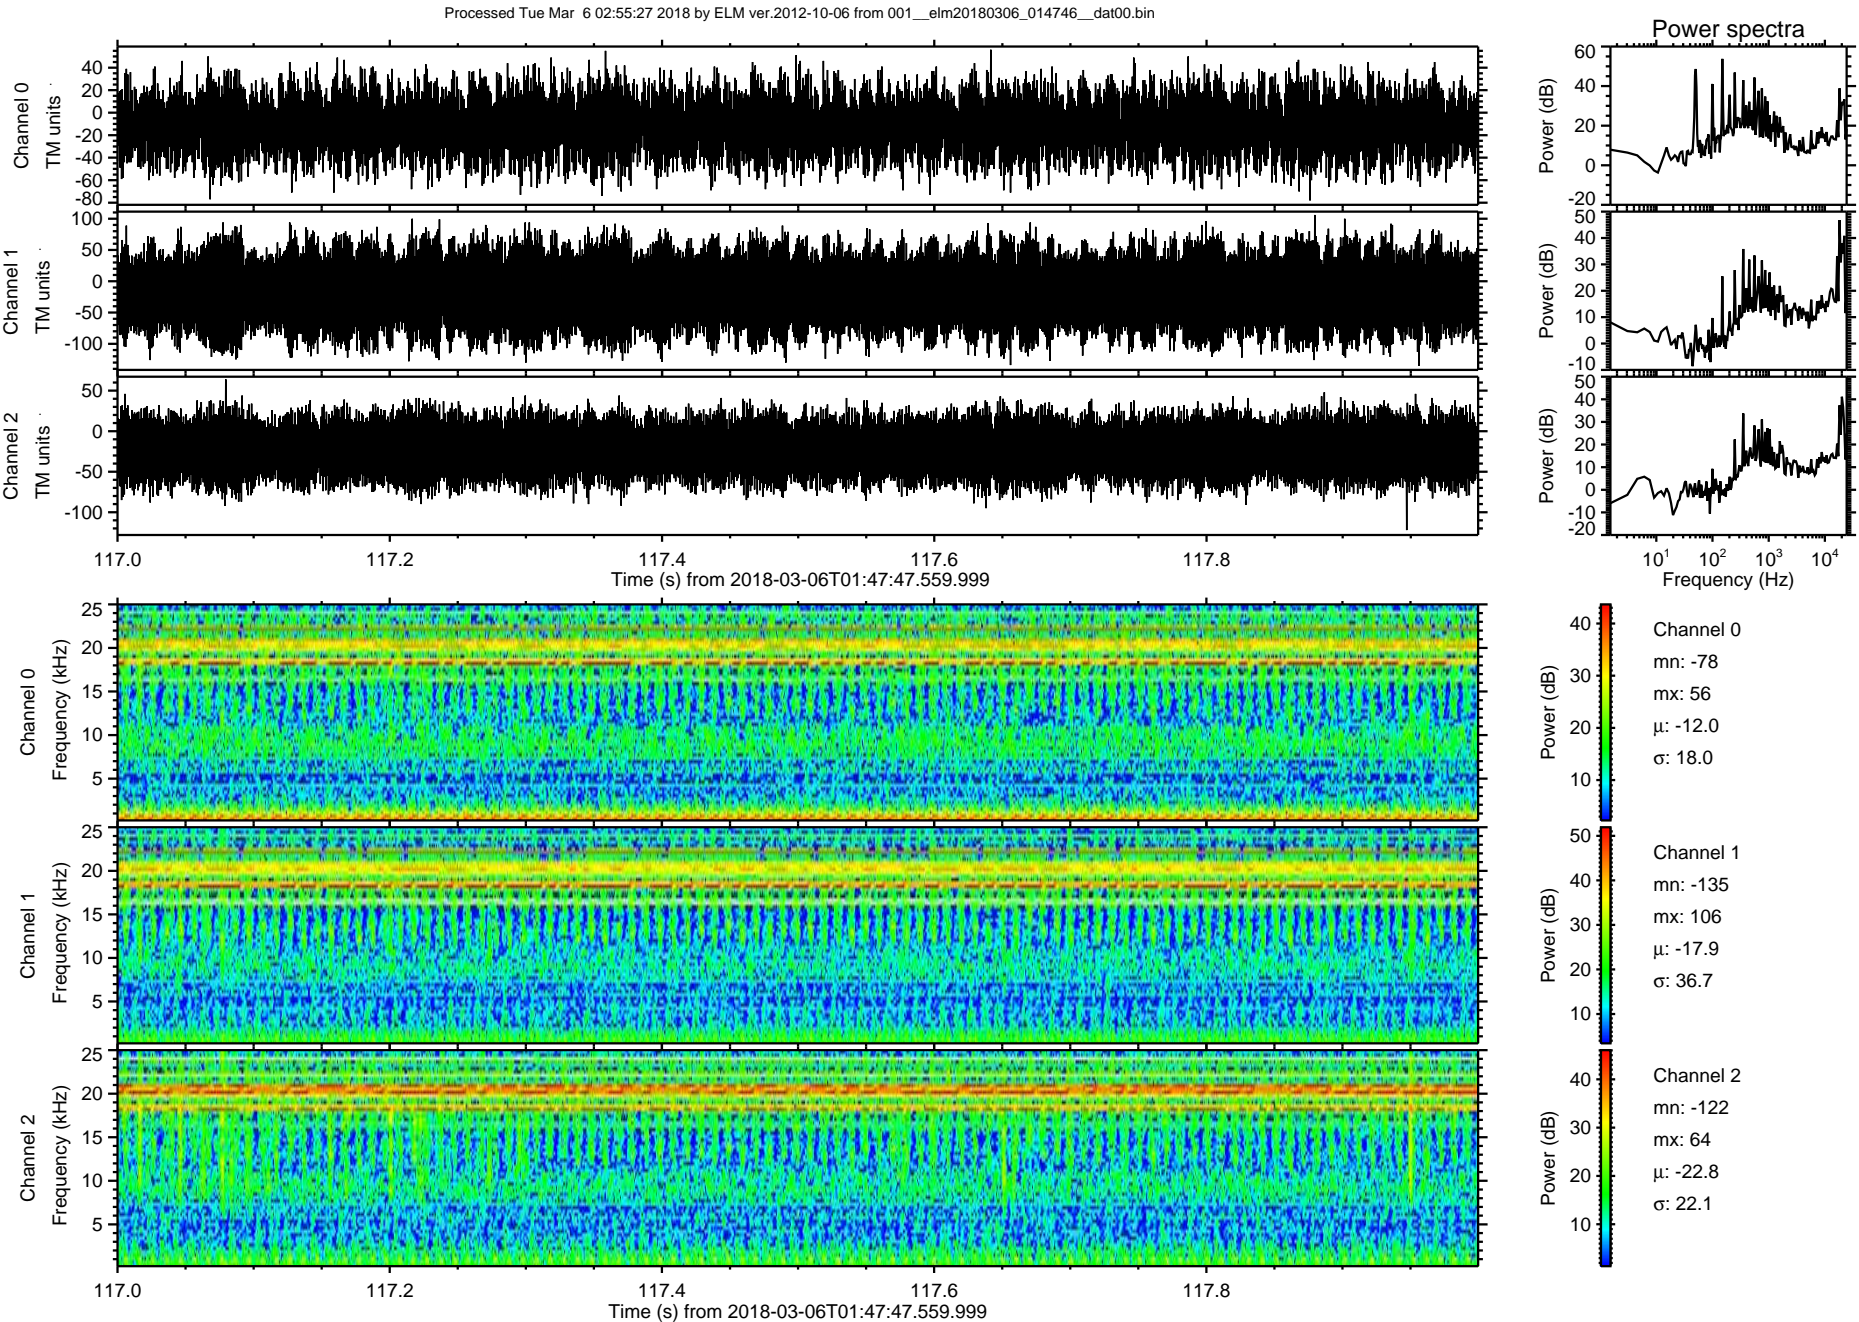 Processed Tue Mar  6 02:55:27 2018 by ELM ver.2012-10-06 from 001__elm20180306_014746__dat00.bin
Power spectra
Channel 0
TM units
40
20
0
-20
-40
-60
-80
Power (dB)
60
40
20
0
-20
Channel 1
TM units
100
50
0
-50
-100
Power (dB)
50
40
30
20
10
0
-10
Channel 2
TM units
50
0
-50
-100
Power (dB)
50
40
30
20
10
0
-10
-20
117.0 117.2 117.4 117.6 117.8
Time (s) from 2018-03-06T01:47:47.559.999
10^1 10^2 10^3 10^4
Frequency (Hz)
Channel 0
Frequency (kHz)
25
20
15
10
5
Power (dB)
40
30
20
10
Channel 0
mn: -78
mx: 56
µ: -12.0
σ: 18.0
Channel 1
Frequency (kHz)
25
20
15
10
5
Power (dB)
50
40
30
20
10
Channel 1
mn: -135
mx: 106
µ: -17.9
σ: 36.7
Channel 2
Frequency (kHz)
25
20
15
10
5
Power (dB)
40
30
20
10
Channel 2
mn: -122
mx: 64
µ: -22.8
σ: 22.1
117.0 117.2 117.4 117.6 117.8
Time (s) from 2018-03-06T01:47:47.559.999